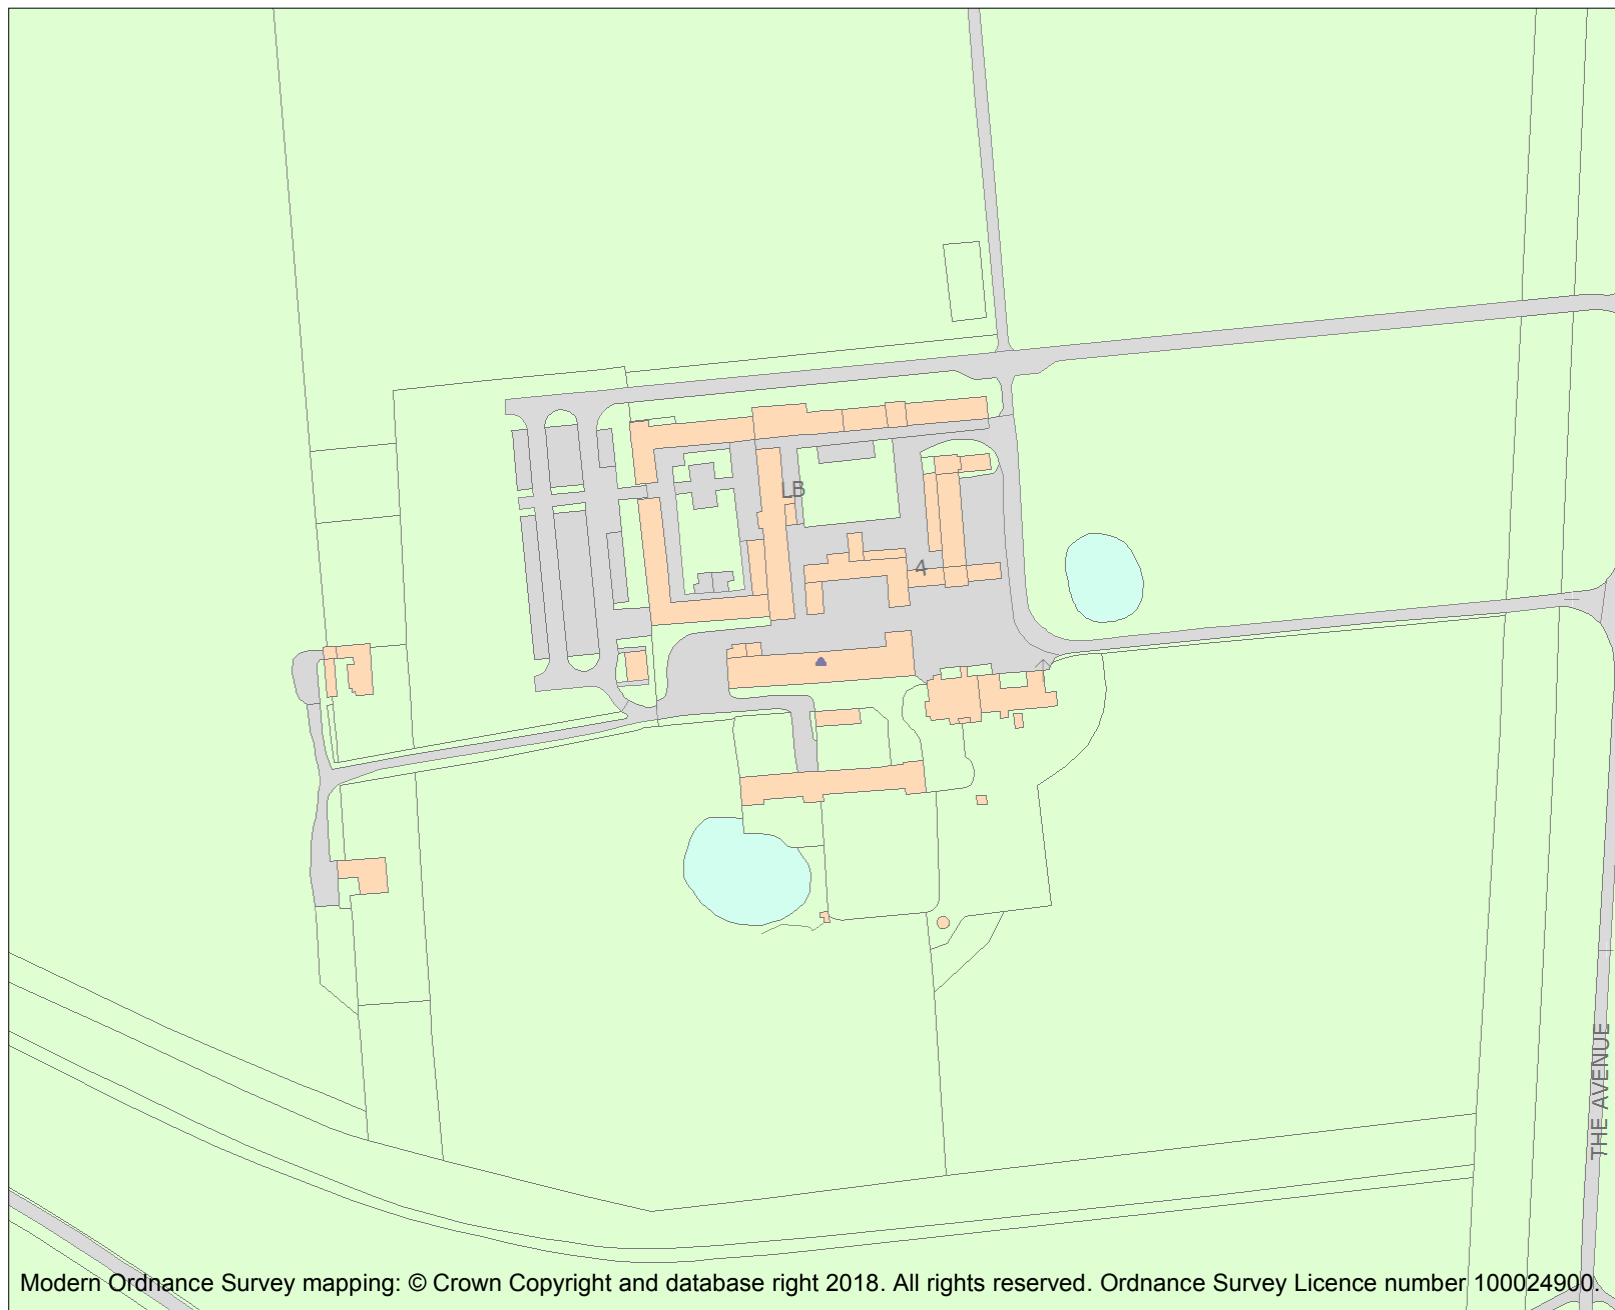 LB
4
THE AVENUE
Modern Ordnance Survey mapping: © Crown Copyright and database right 2018. All rights reserved. Ordnance Survey Licence number 100024900.